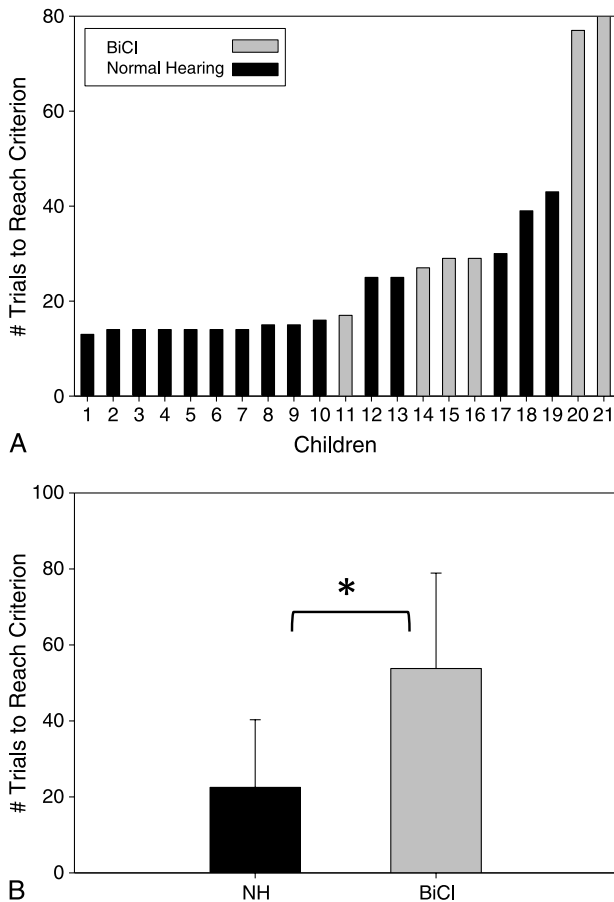 80
60
40
20
0
# Trials to Reach Criterion
BiCI
Normal Hearing
1 2 3 4 5 6 7 8 9 10 11 12 13 14 15 16 17 18 19 20 21
A
Children
100
80
60
40
20
0
# Trials to Reach Criterion
*
NH BiCI
B